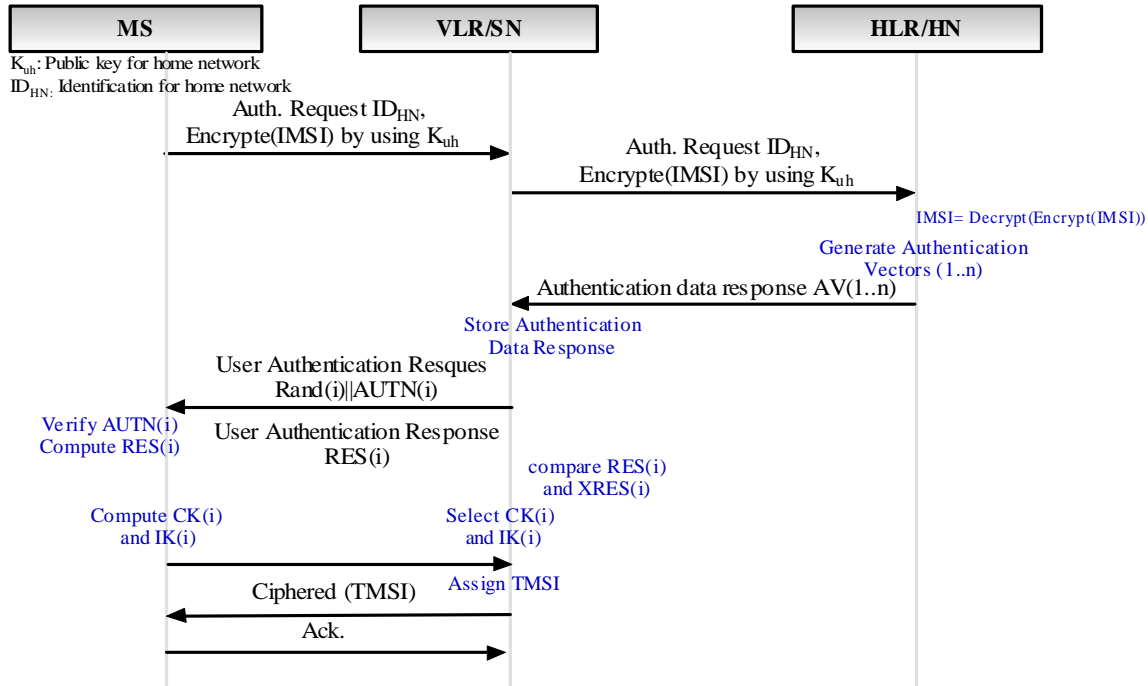 MS
VLR/SN
HLR/HN
Kuh: Public key for home network
IDHN: Identification for home network
Auth. Request IDHN,
Encrypte(IMSI) by using Kuh
Auth. Request IDHN,
Encrypte(IMSI) by using Kuh
IMSI= Decrypt(Encrypt(IMSI))
Generate Authentication
Vectors (1..n)
Authentication data response AV(1..n)
Store Authentication
Data Response
User Authentication Resques
Rand(i)||AUTN(i)
Verify AUTN(i)
Compute RES(i)
User Authentication Response
RES(i)
compare RES(i)
and XRES(i)
Compute CK(i)
and IK(i)
Select CK(i)
and IK(i)
Assign TMSI
Ciphered (TMSI)
Ack.